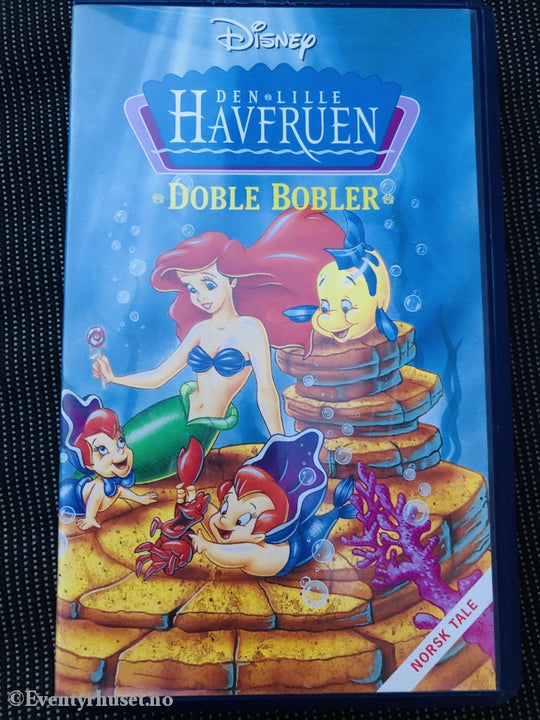 Disney
DEN LILLE
HAVFRUEN
DOBLE BOBLER
NORSK TALE
©Eventyrhuset.no